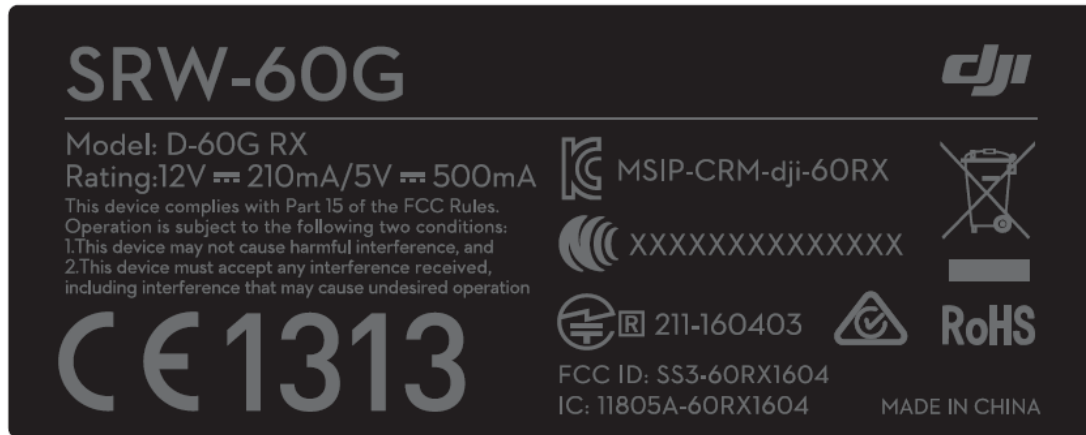 SRW-60G
dji
Model: D-60G RX
Rating:12V ⎓ 210mA/5V ⎓ 500mA
This device complies with Part 15 of the FCC Rules.
Operation is subject to the following two conditions:
1.This device may not cause harmful interference, and
2.This device must accept any interference received,
including interference that may cause undesired operation
CE1313
MSIP-CRM-dji-60RX
XXXXXXXXXXXXXX
R 211-160403
FCC ID: SS3-60RX1604
IC: 11805A-60RX1604
RoHS
MADE IN CHINA